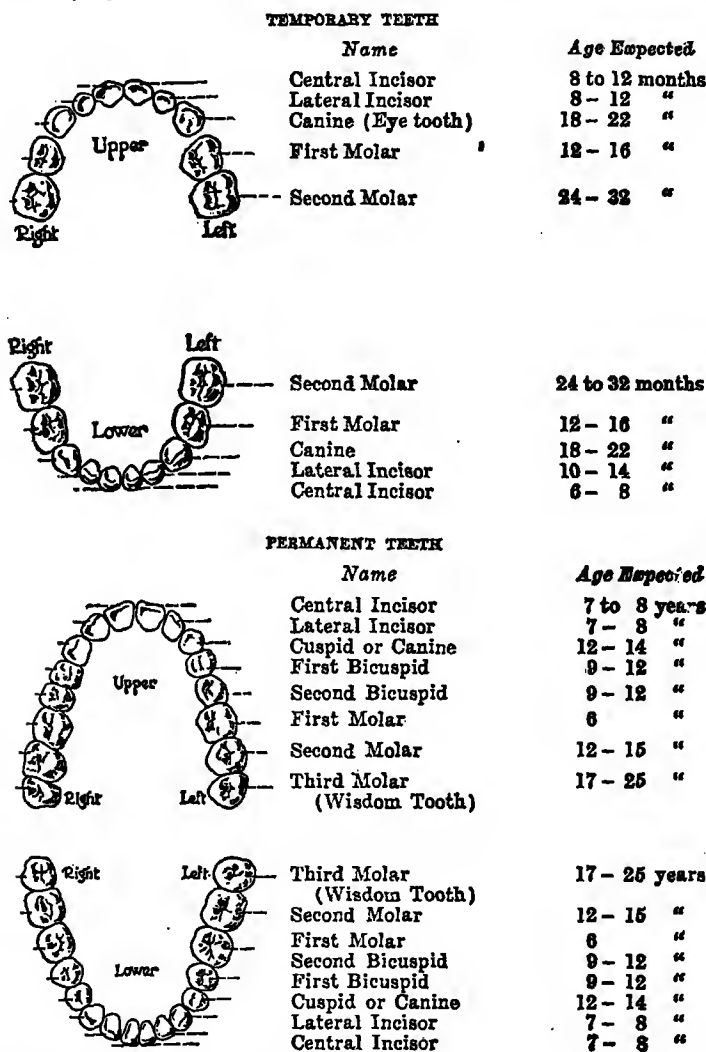 TEMPORARY TEETH
Name Age Expected
Central Incisor 8 to 12 months
Lateral Incisor 8 – 12 "
Canine (Eye tooth) 18 – 22 "
Upper
First Molar 12 – 16 "
Second Molar 24 – 32 "
Right Left
Right Left
Second Molar 24 to 32 months
Lower
First Molar 12 – 16 "
Canine 18 – 22 "
Lateral Incisor 10 – 14 "
Central Incisor 6 – 8 "
PERMANENT TEETH
Name Age Expected
Central Incisor 7 to 8 years
Lateral Incisor 7 – 8 "
Cuspid or Canine 12 – 14 "
First Bicuspid 9 – 12 "
Upper
Second Bicuspid 9 – 12 "
First Molar 6 "
Second Molar 12 – 15 "
Third Molar 17 – 25 "
Right Left
(Wisdom Tooth)
Right Left
Third Molar 17 – 25 years
(Wisdom Tooth)
Second Molar 12 – 15 "
First Molar 6 "
Second Bicuspid 9 – 12 "
Lower
First Bicuspid 9 – 12 "
Cuspid or Canine 12 – 14 "
Lateral Incisor 7 – 8 "
Central Incisor 7 – 8 "